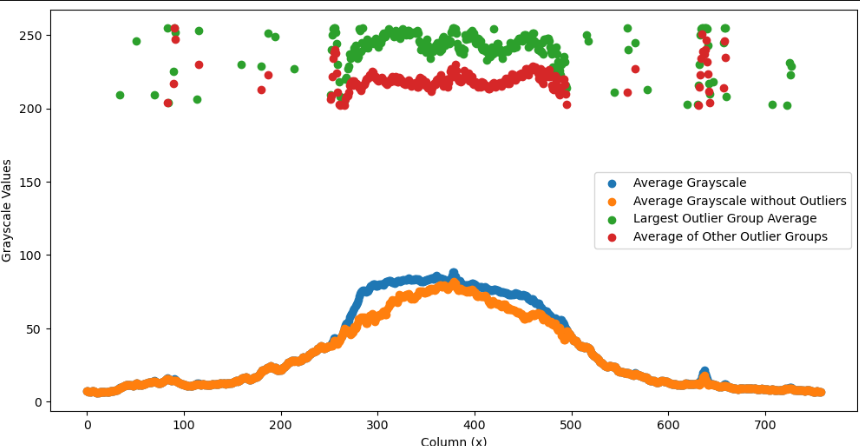 250
200
150
100
50
0
Grayscale Values
Average Grayscale
Average Grayscale without Outliers
Largest Outlier Group Average
Average of Other Outlier Groups
0 100 200 300 400 500 600 700
Column (x)